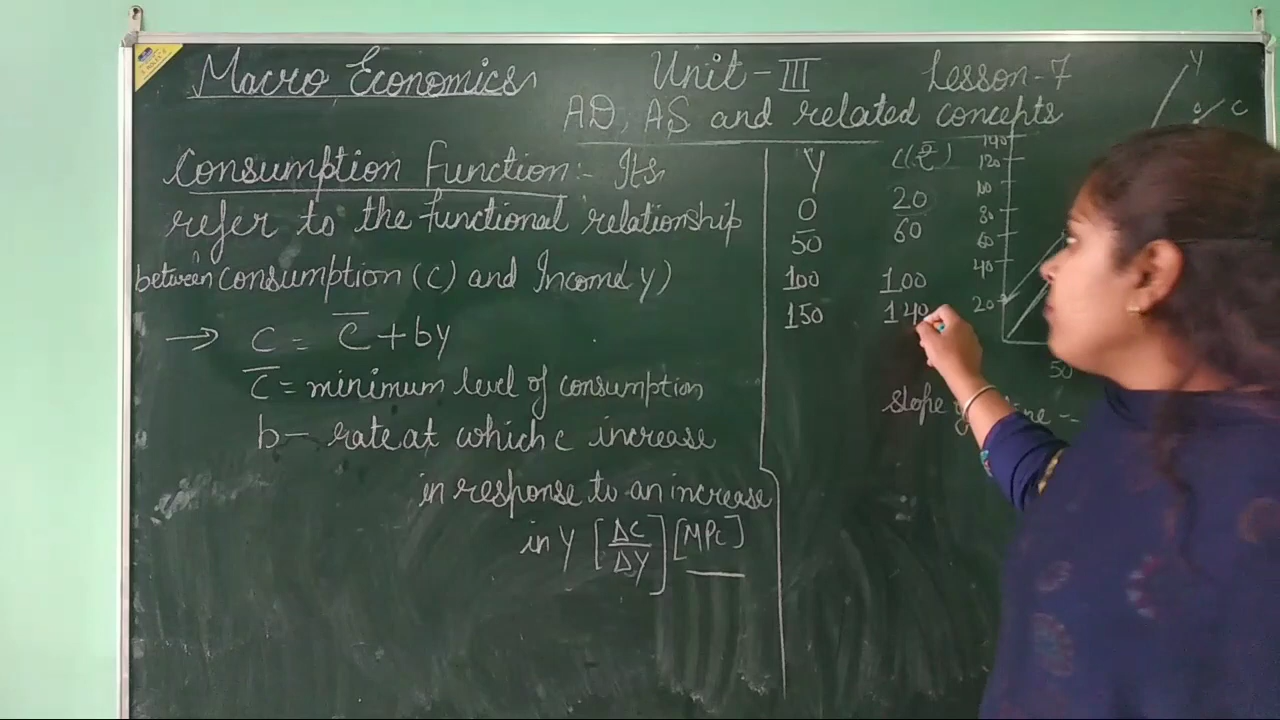 Macro Economics Unit - III Lesson - 7
AD, AS and related concepts
Consumption Function :- Its
refer to the functional relationship
between consumption (C) and Income(Y)
→ C = C̅ + by
C̅ = minimum level of consumption
b — rate at which c increase
in response to an increase
in Y [ΔC/ΔY] [MPC]
Y C(C̅)
0 20
50 60
100 100
150 140
140
120
100
80
60
40
20
50
Y
C
slope